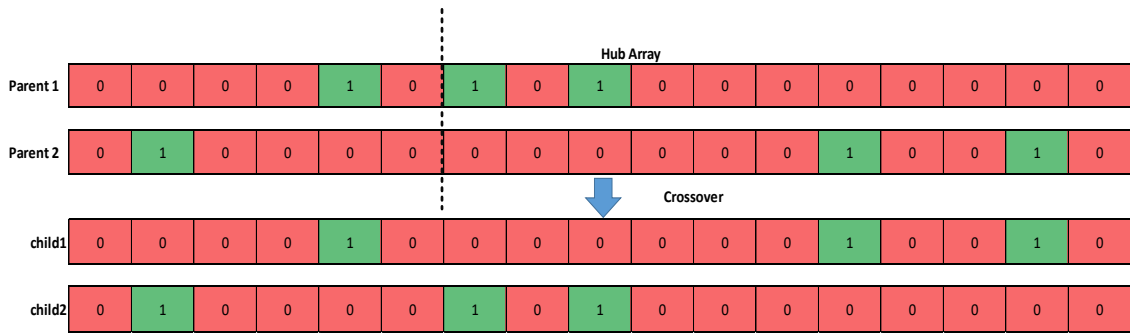 Hub Array
Parent 1 0 0 0 0 1 0 1 0 1 0 0 0 0 0 0 0 0
Parent 2 0 1 0 0 0 0 0 0 0 0 0 0 1 0 0 1 0
Crossover
child1 0 0 0 0 1 0 0 0 0 0 0 0 1 0 0 1 0
child2 0 1 0 0 0 0 1 0 1 0 0 0 0 0 0 0 0